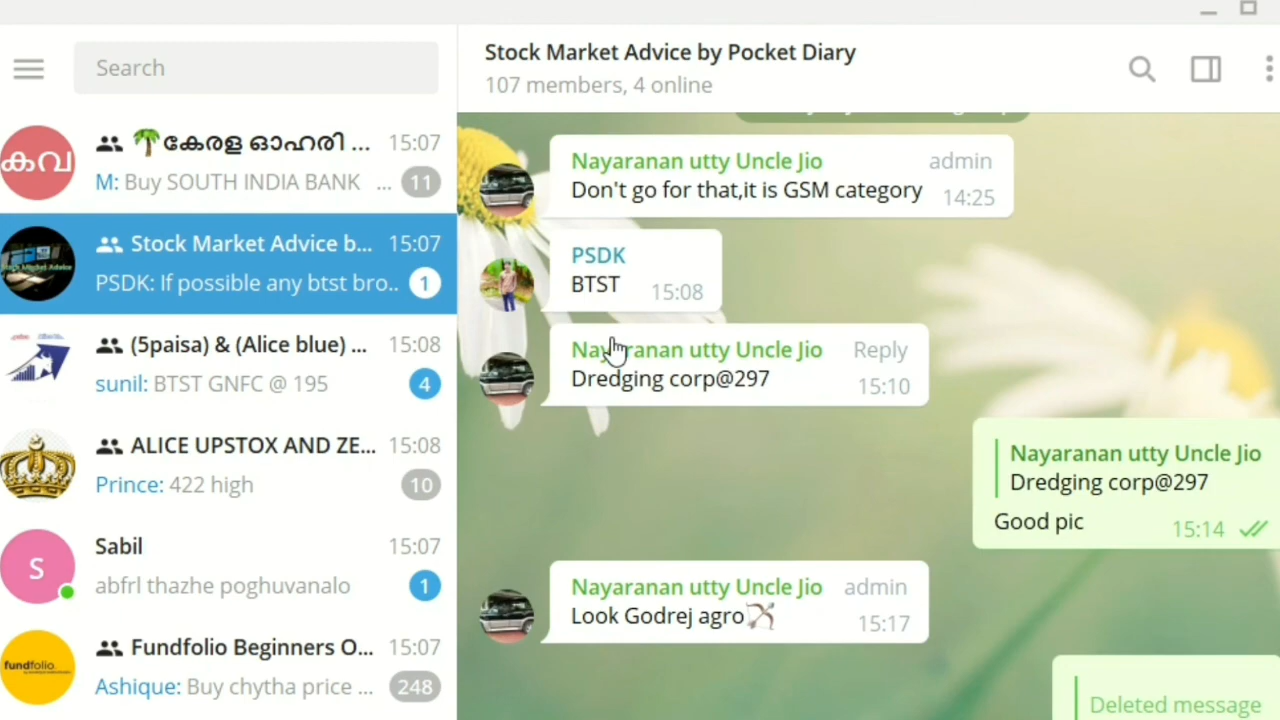 Search
Stock Market Advice by Pocket Diary
107 members, 4 online
കവ
🌴കേരള ഓഹരി ...
15:07
M: Buy SOUTH INDIA BANK ...
11
Stock Market Advice b...
15:07
PSDK: If possible any btst bro..
1
(5paisa) & (Alice blue) ...
15:08
sunil: BTST GNFC @ 195
4
ALICE UPSTOX AND ZE...
15:08
Prince: 422 high
10
S
Sabil
15:07
abfrl thazhe poghuvanalo
1
fundfolio
Fundfolio Beginners O...
15:07
Ashique: Buy chytha price ...
248
Nayaranan utty Uncle Jio
admin
Don't go for that,it is GSM category
14:25
PSDK
BTST
15:08
Nayaranan utty Uncle Jio
Reply
Dredging corp@297
15:10
Nayaranan utty Uncle Jio
Dredging corp@297
Good pic
15:14
Nayaranan utty Uncle Jio
admin
Look Godrej agro🏹
15:17
Deleted message